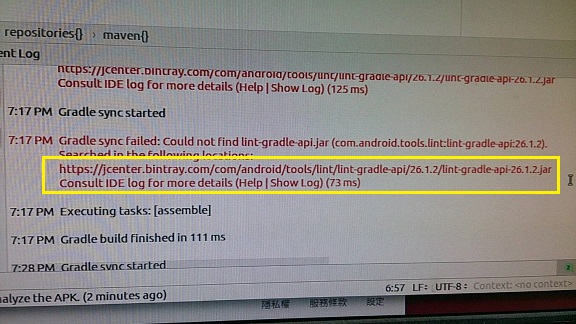 repositories{} › maven{}
ent Log
https://jcenter.bintray.com/com/android/tools/lint/lint-gradle-api/26.1.2/lint-gradle-api-26.1.2.jar
Consult IDE log for more details (Help | Show Log) (125 ms)
7:17 PM Gradle sync started
7:17 PM Gradle sync failed: Could not find lint-gradle-api.jar (com.android.tools.lint:lint-gradle-api:26.1.2).
Searched in the following locations:
https://jcenter.bintray.com/com/android/tools/lint/lint-gradle-api/26.1.2/lint-gradle-api-26.1.2.jar
Consult IDE log for more details (Help | Show Log) (73 ms)
7:17 PM Executing tasks: [assemble]
7:17 PM Gradle build finished in 111 ms
7:28 PM Gradle sync started
2
nalyze the APK. (2 minutes ago) 6:57 LF÷ UTF-8÷ Context: <no context>
隱私權 服務條款 設定